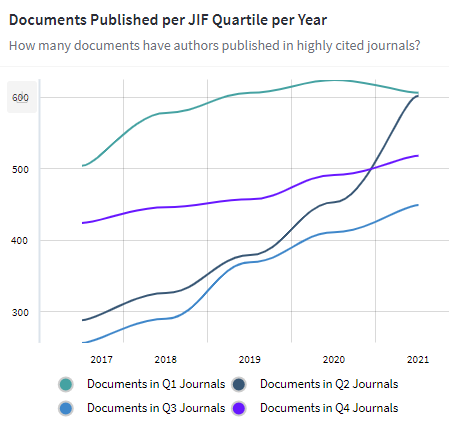 Documents Published per JIF Quartile per Year
How many documents have authors published in highly cited journals?
600
500
400
300
2017 2018 2019 2020 2021
Documents in Q1 Journals Documents in Q2 Journals
Documents in Q3 Journals Documents in Q4 Journals